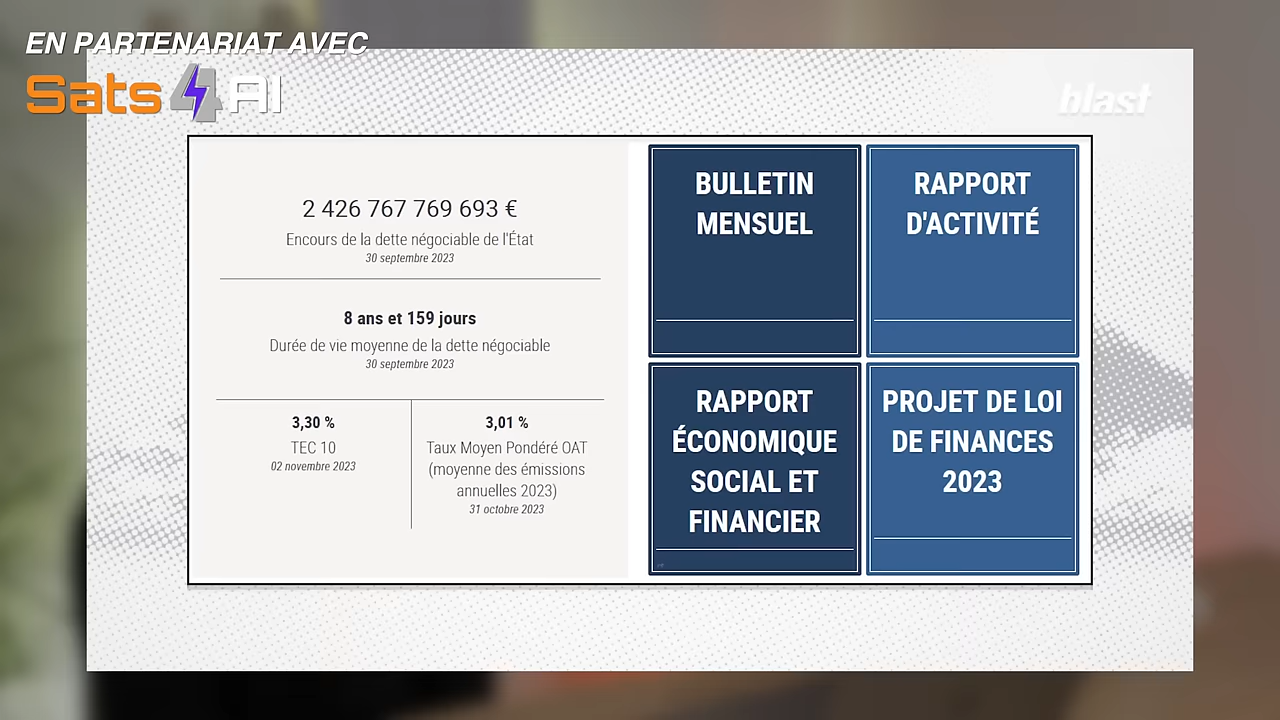 EN PARTENARIAT AVEC
Sats4AI
blast
2 426 767 769 693 €
Encours de la dette négociable de l'État
30 septembre 2023
8 ans et 159 jours
Durée de vie moyenne de la dette négociable
30 septembre 2023
3,30 %
TEC 10
02 novembre 2023
3,01 %
Taux Moyen Pondéré OAT
(moyenne des émissions
annuelles 2023)
31 octobre 2023
BULLETIN
MENSUEL
RAPPORT
D'ACTIVITÉ
RAPPORT
ÉCONOMIQUE
SOCIAL ET
FINANCIER
PROJET DE LOI
DE FINANCES
2023